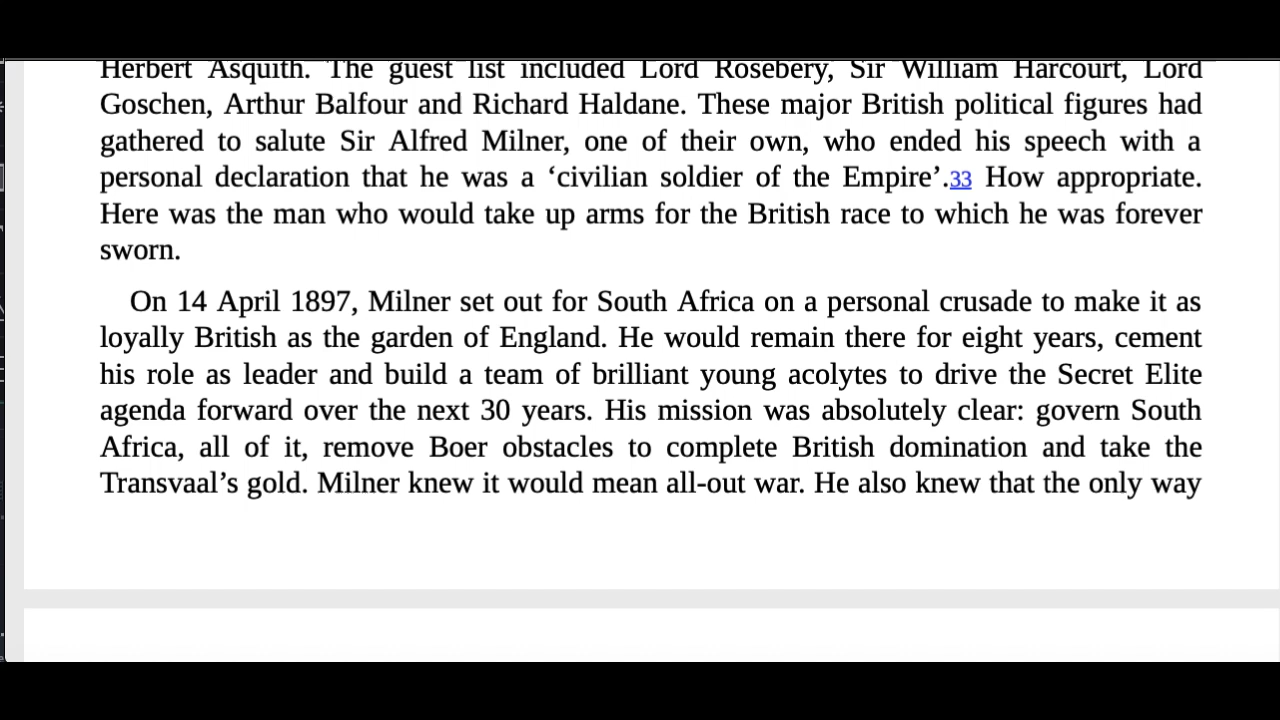 Herbert Asquith. The guest list included Lord Rosebery, Sir William Harcourt, Lord
Goschen, Arthur Balfour and Richard Haldane. These major British political figures had
gathered to salute Sir Alfred Milner, one of their own, who ended his speech with a
personal declaration that he was a ‘civilian soldier of the Empire’.33 How appropriate.
Here was the man who would take up arms for the British race to which he was forever
sworn.
On 14 April 1897, Milner set out for South Africa on a personal crusade to make it as
loyally British as the garden of England. He would remain there for eight years, cement
his role as leader and build a team of brilliant young acolytes to drive the Secret Elite
agenda forward over the next 30 years. His mission was absolutely clear: govern South
Africa, all of it, remove Boer obstacles to complete British domination and take the
Transvaal’s gold. Milner knew it would mean all-out war. He also knew that the only way